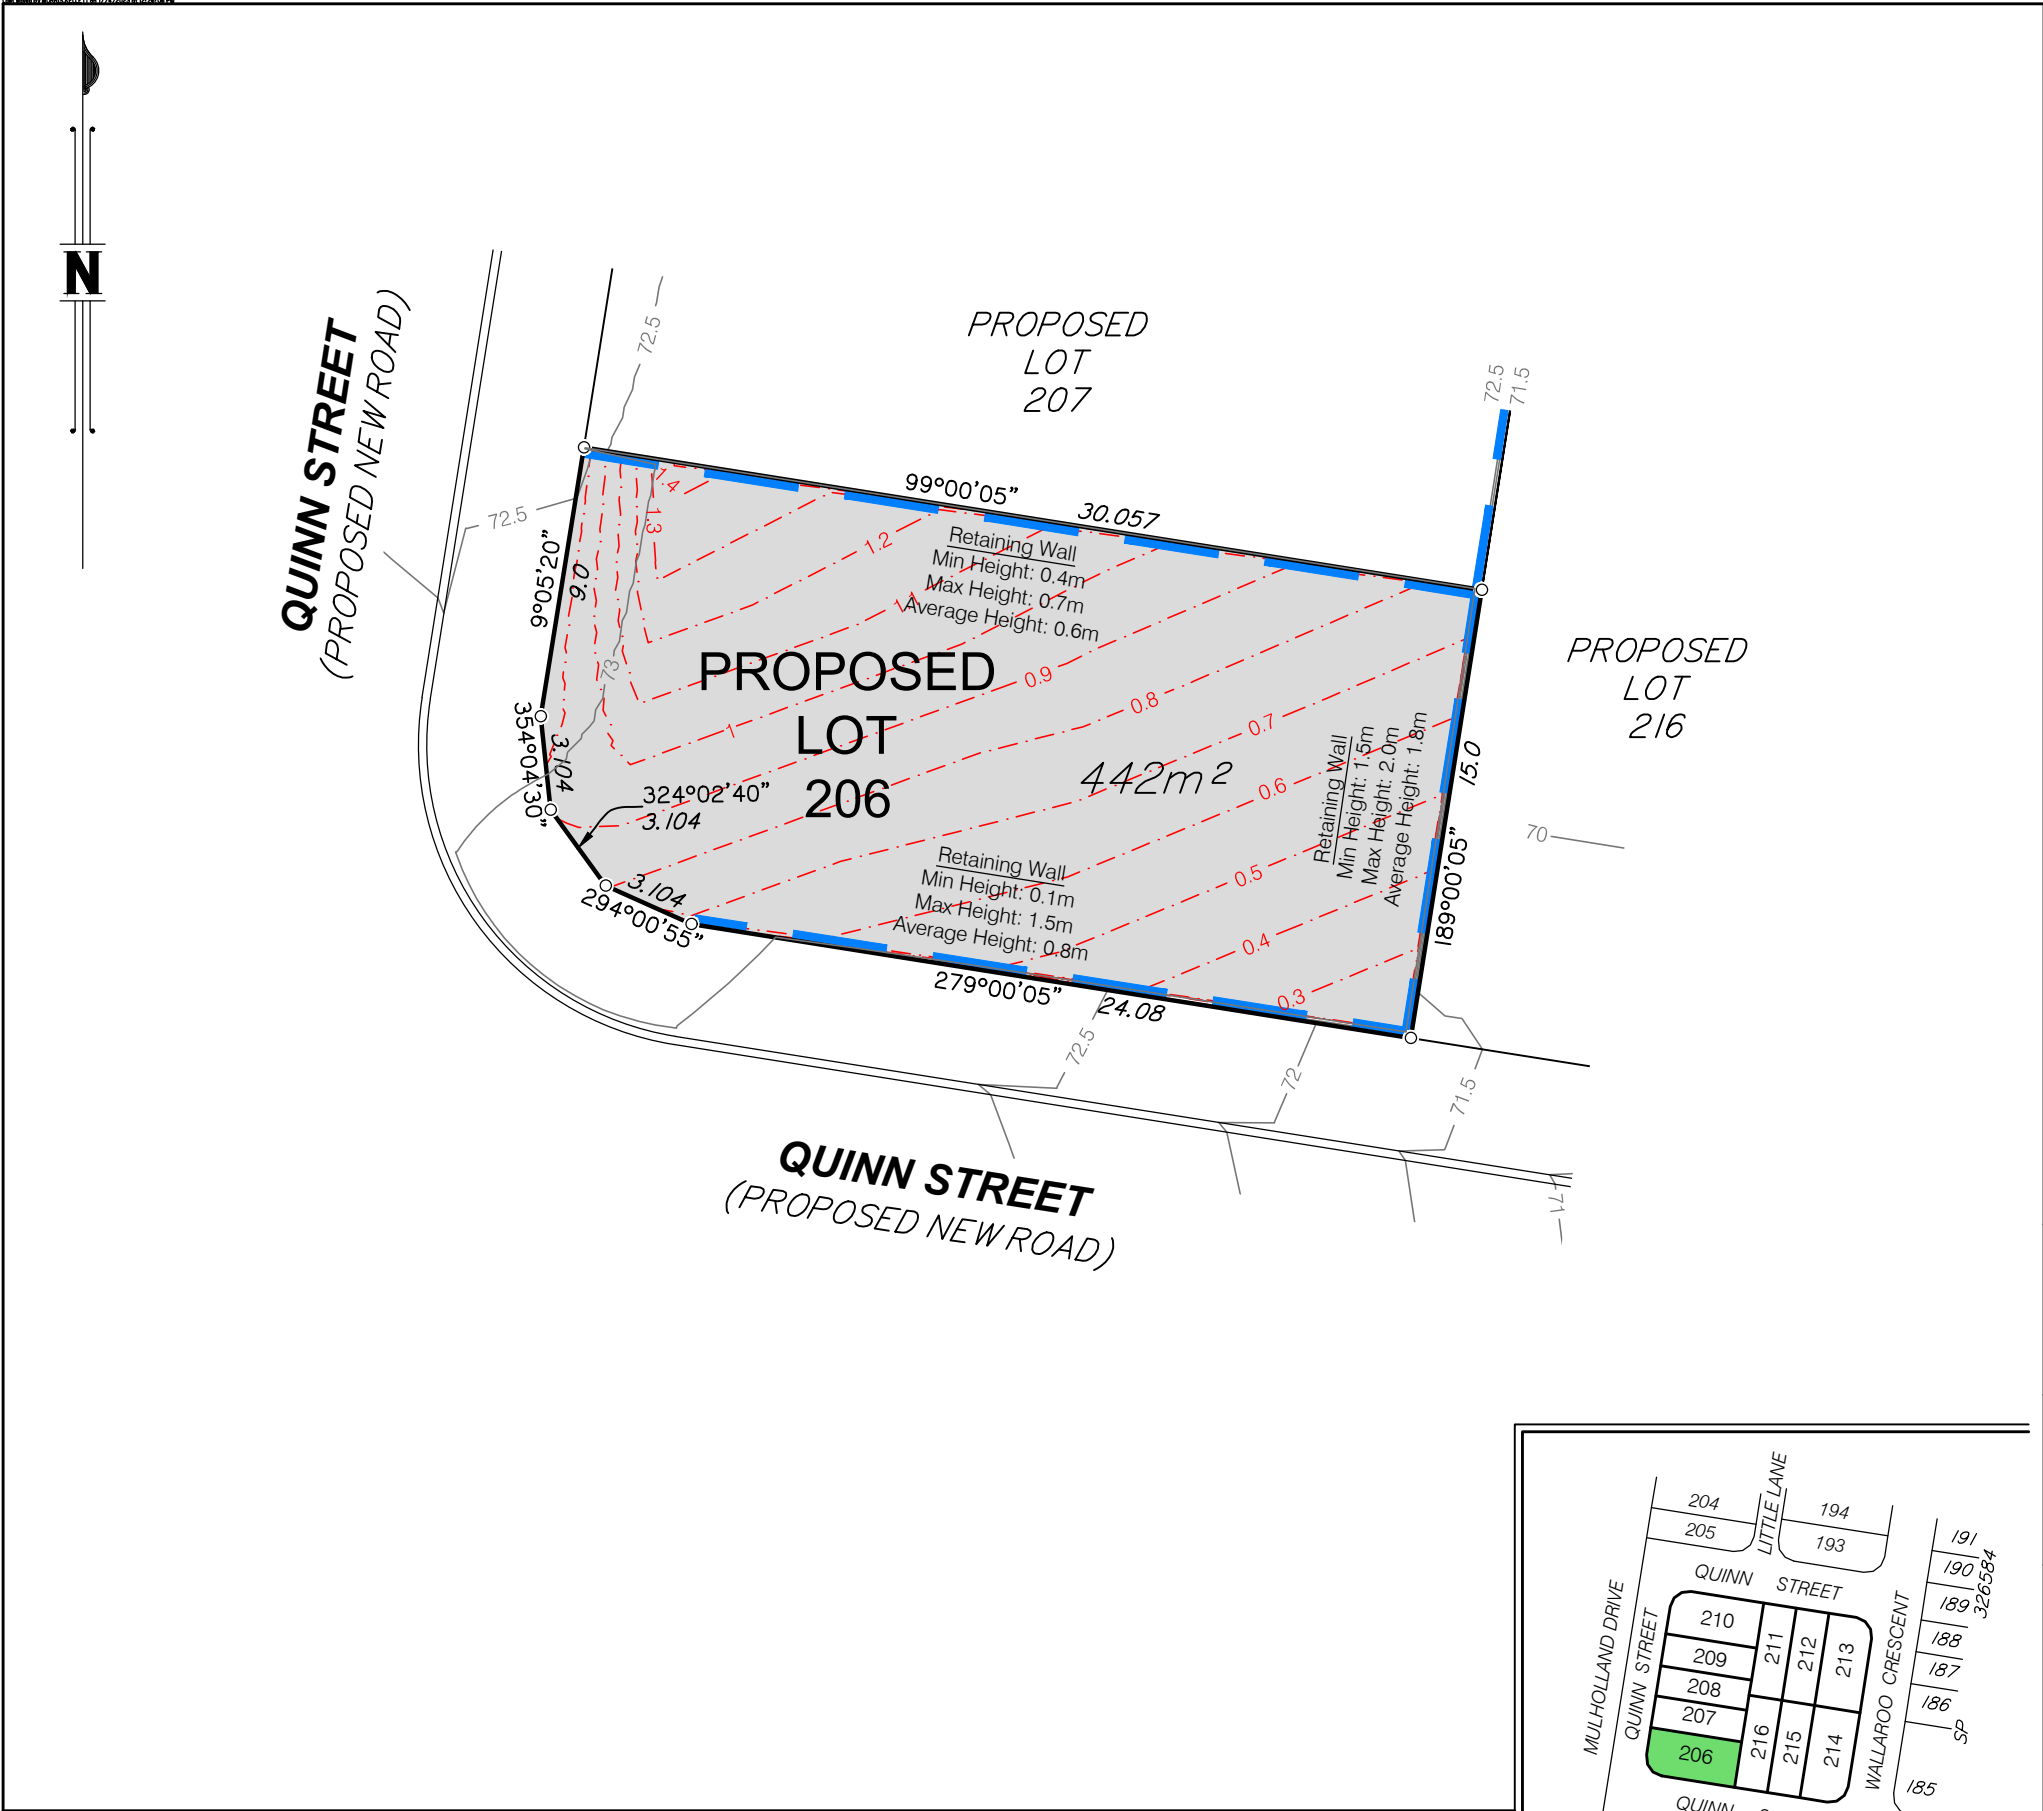 N
QUINN STREET
(PROPOSED NEW ROAD)
72.5
PROPOSED
LOT
207
72.5
71.5
72.5
99°00'05"
30.057
9°05'20"
9.0
1.4
1.3
1.2
1.1
Retaining Wall
Min Height: 0.4m
Max Height: 0.7m
Average Height: 0.6m
73
PROPOSED
LOT
206
1
0.9
0.8
0.7
0.6
0.5
0.4
0.3
442m²
PROPOSED
LOT
216
Retaining Wall
Min Height: 1.5m
Max Height: 2.0m
Average Height: 1.8m
15.0
189°00'05"
70
354°04'30"
3.104
324°02'40"
3.104
3.104
294°00'55"
Retaining Wall
Min Height: 0.1m
Max Height: 1.5m
Average Height: 0.8m
279°00'05"
24.08
72.5
72
71.5
71
QUINN STREET
(PROPOSED NEW ROAD)
204
205
LITTLE LANE
194
193
191
190
189
188
187
186
185
326584
SP
QUINN STREET
MULHOLLAND DRIVE
QUINN STREET
WALLAROO CRESCENT
210
209
208
207
206
211
212
213
216
215
214
QUINN